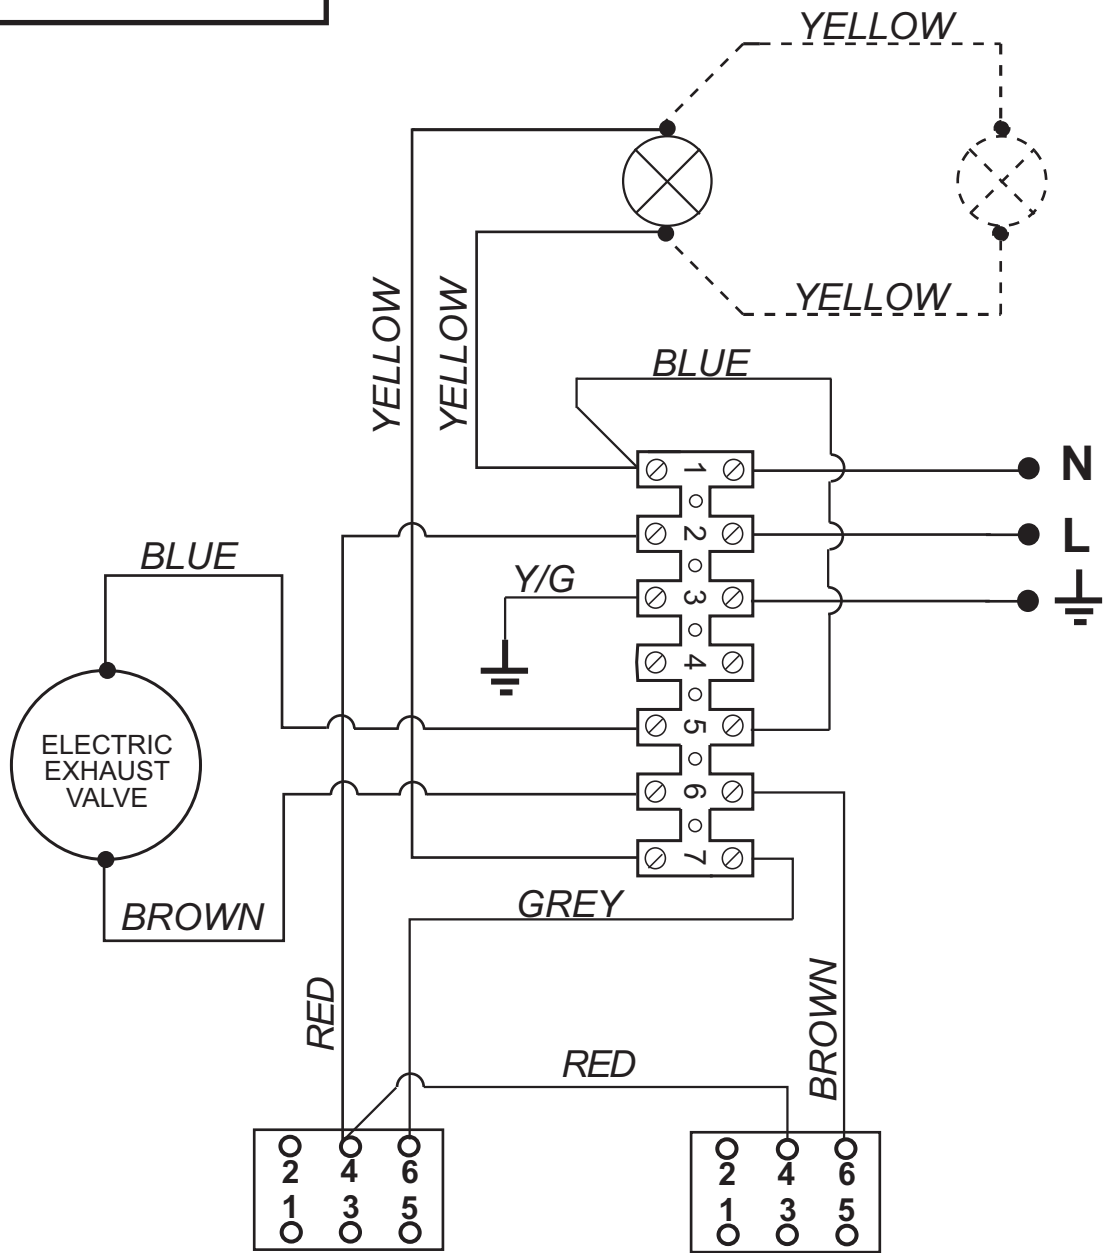 YELLOW
YELLOW
YELLOW
YELLOW
BLUE
1
N
2
L
BLUE
Y/G
3
4
5
ELECTRIC
EXHAUST
VALVE
6
7
GREY
BROWN
RED
BROWN
RED
2 4 6
1 3 5
2 4 6
1 3 5